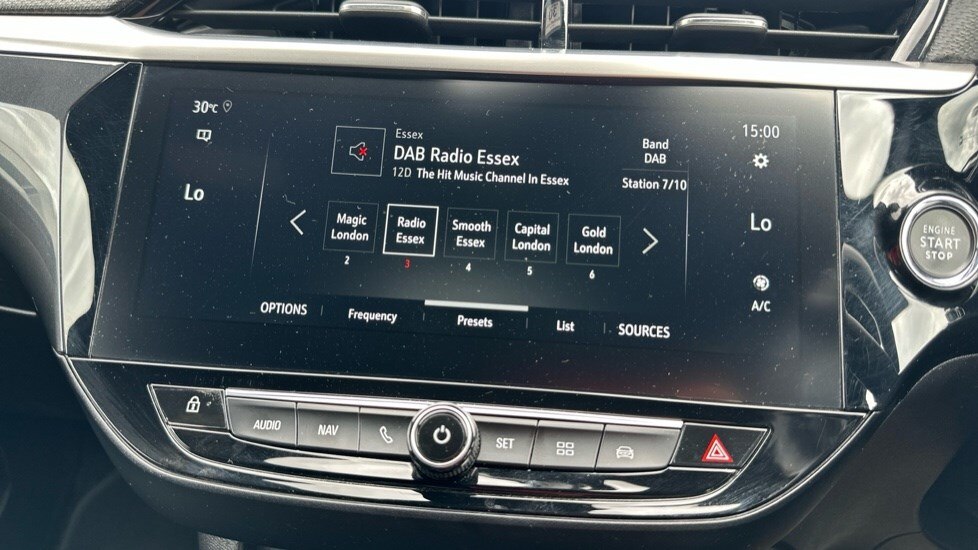 30°C
15:00
Essex
DAB Radio Essex
12D The Hit Music Channel In Essex
Band
DAB
Station 7/10
Lo
Lo
Magic
London
2
Radio
Essex
3
Smooth
Essex
4
Capital
London
5
Gold
London
6
A/C
OPTIONS
Frequency
Presets
List
SOURCES
ENGINE
START
STOP
AUDIO
NAV
SET